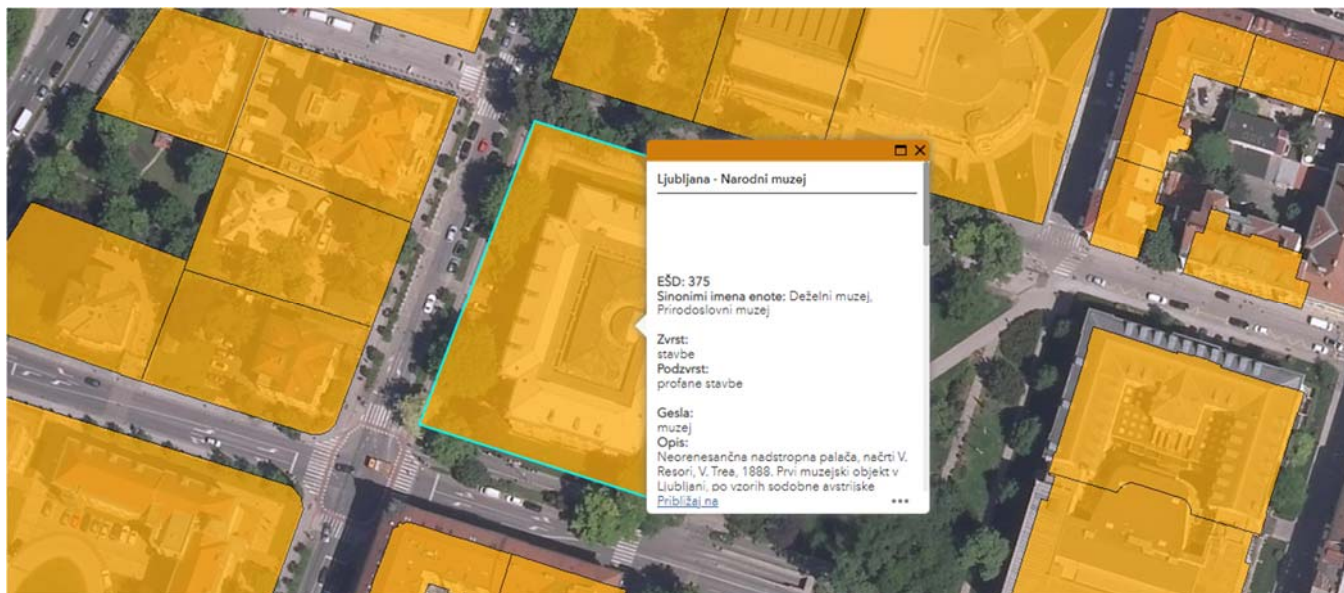 Ljubljana - Narodni muzej
EŠD: 375
Sinonimi imena enote: Deželni muzej,
Prirodoslovni muzej
Zvrst:
stavbe
Podzvrst:
profane stavbe
Gesla:
muzej
Opis:
Neorenesančna nadstropna palača, načrti V.
Resori, V. Trea, 1888. Prvi muzejski objekt v
Ljubljani, po vzorih sodobne avstrijske
Približaj na